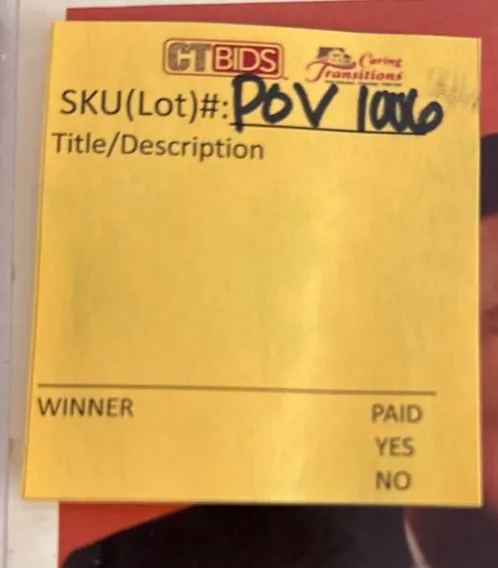 CTBIDS Caring Transitions
SKU(Lot)#: POV 1006
Title/Description
WINNER PAID
YES
NO